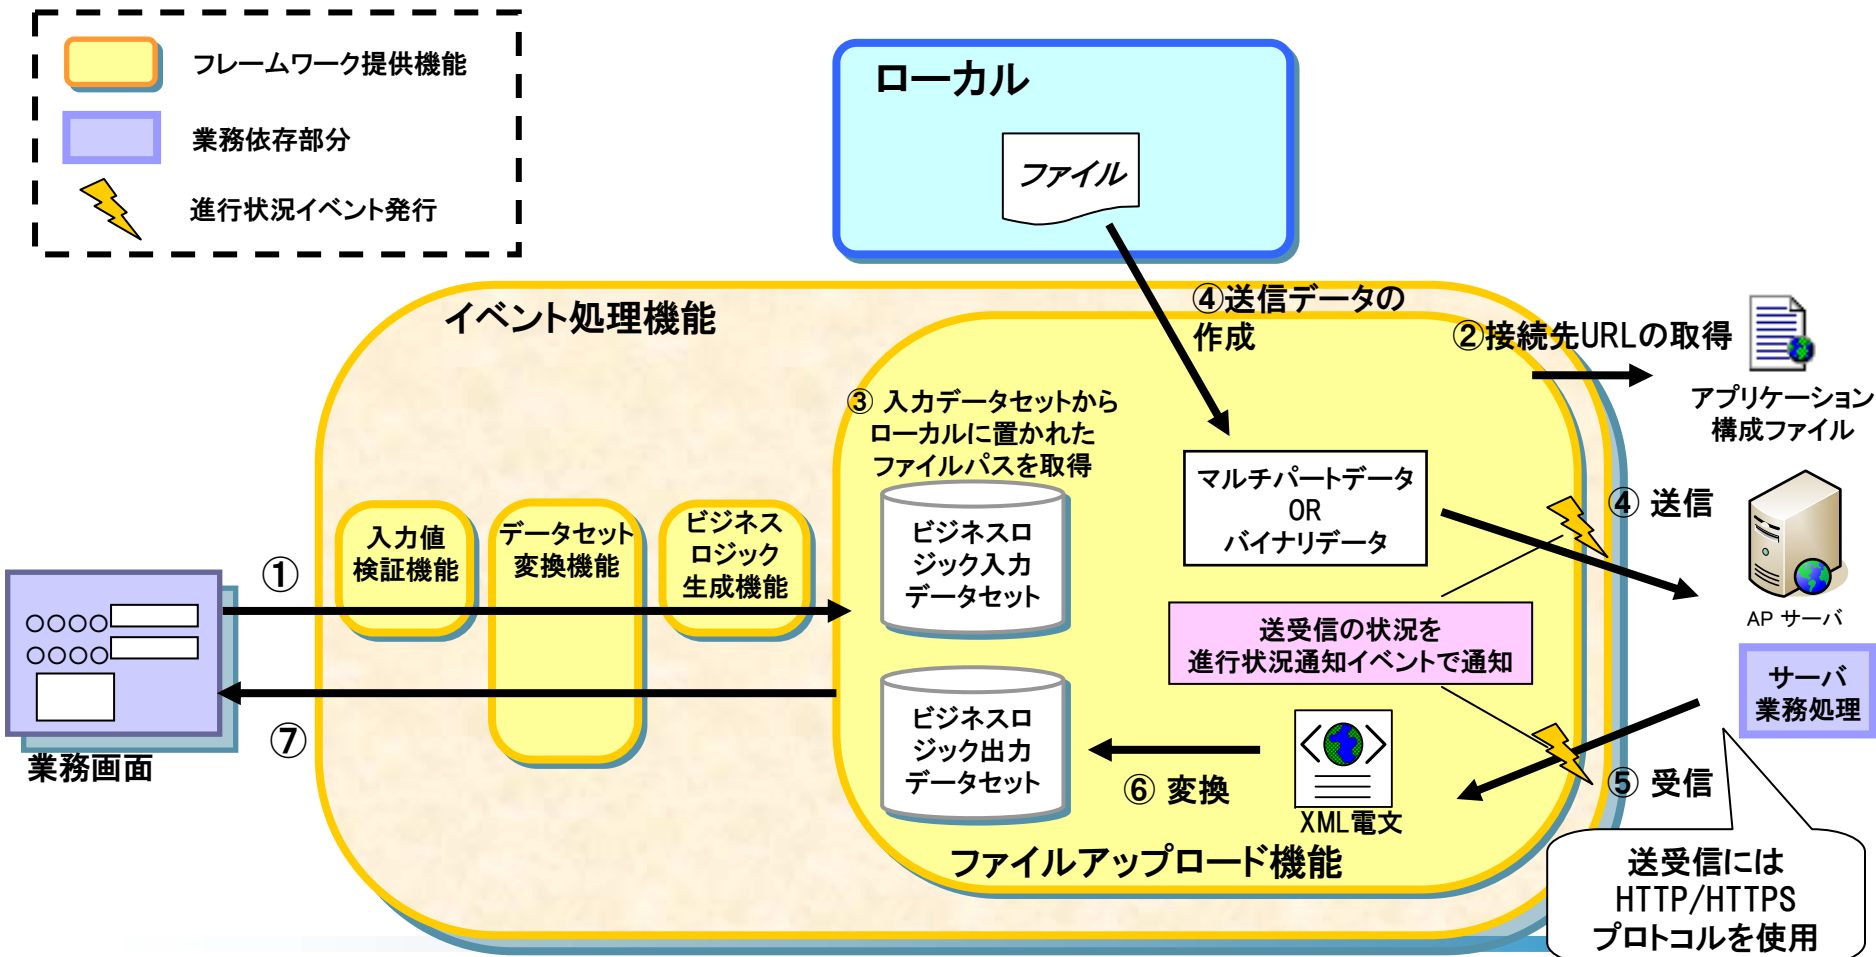 フレームワーク提供機能
業務依存部分
進行状況イベント発行
ローカル
ファイル
イベント処理機能
④送信データの
作成
②接続先URLの取得
アプリケーション
構成ファイル
③ 入力データセットから
ローカルに置かれた
ファイルパスを取得
マルチパートデータ
OR
バイナリデータ
④ 送信
入力値
検証機能
データセット
変換機能
ビジネス
ロジック
生成機能
ビジネスロ
ジック入力
データセット
①
AP サーバ
送受信の状況を
進行状況通知イベントで通知
サーバ
業務処理
⑦
業務画面
ビジネスロ
ジック出力
データセット
⑥ 変換
XML電文
⑤ 受信
ファイルアップロード機能
送受信には
HTTP/HTTPS
プロトコルを使用